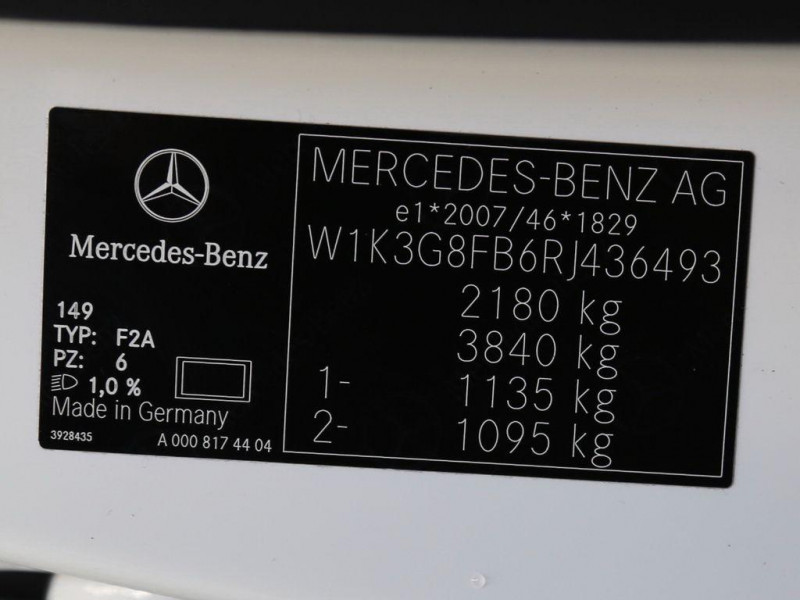 Mercedes-Benz
149
TYP: F2A
PZ: 6
1,0 %
Made in Germany
3928435 A 000 817 44 04
MERCEDES-BENZ AG
e1*2007/46*1829
W1K3G8FB6RJ436493
2180 kg
3840 kg
1- 1135 kg
2- 1095 kg